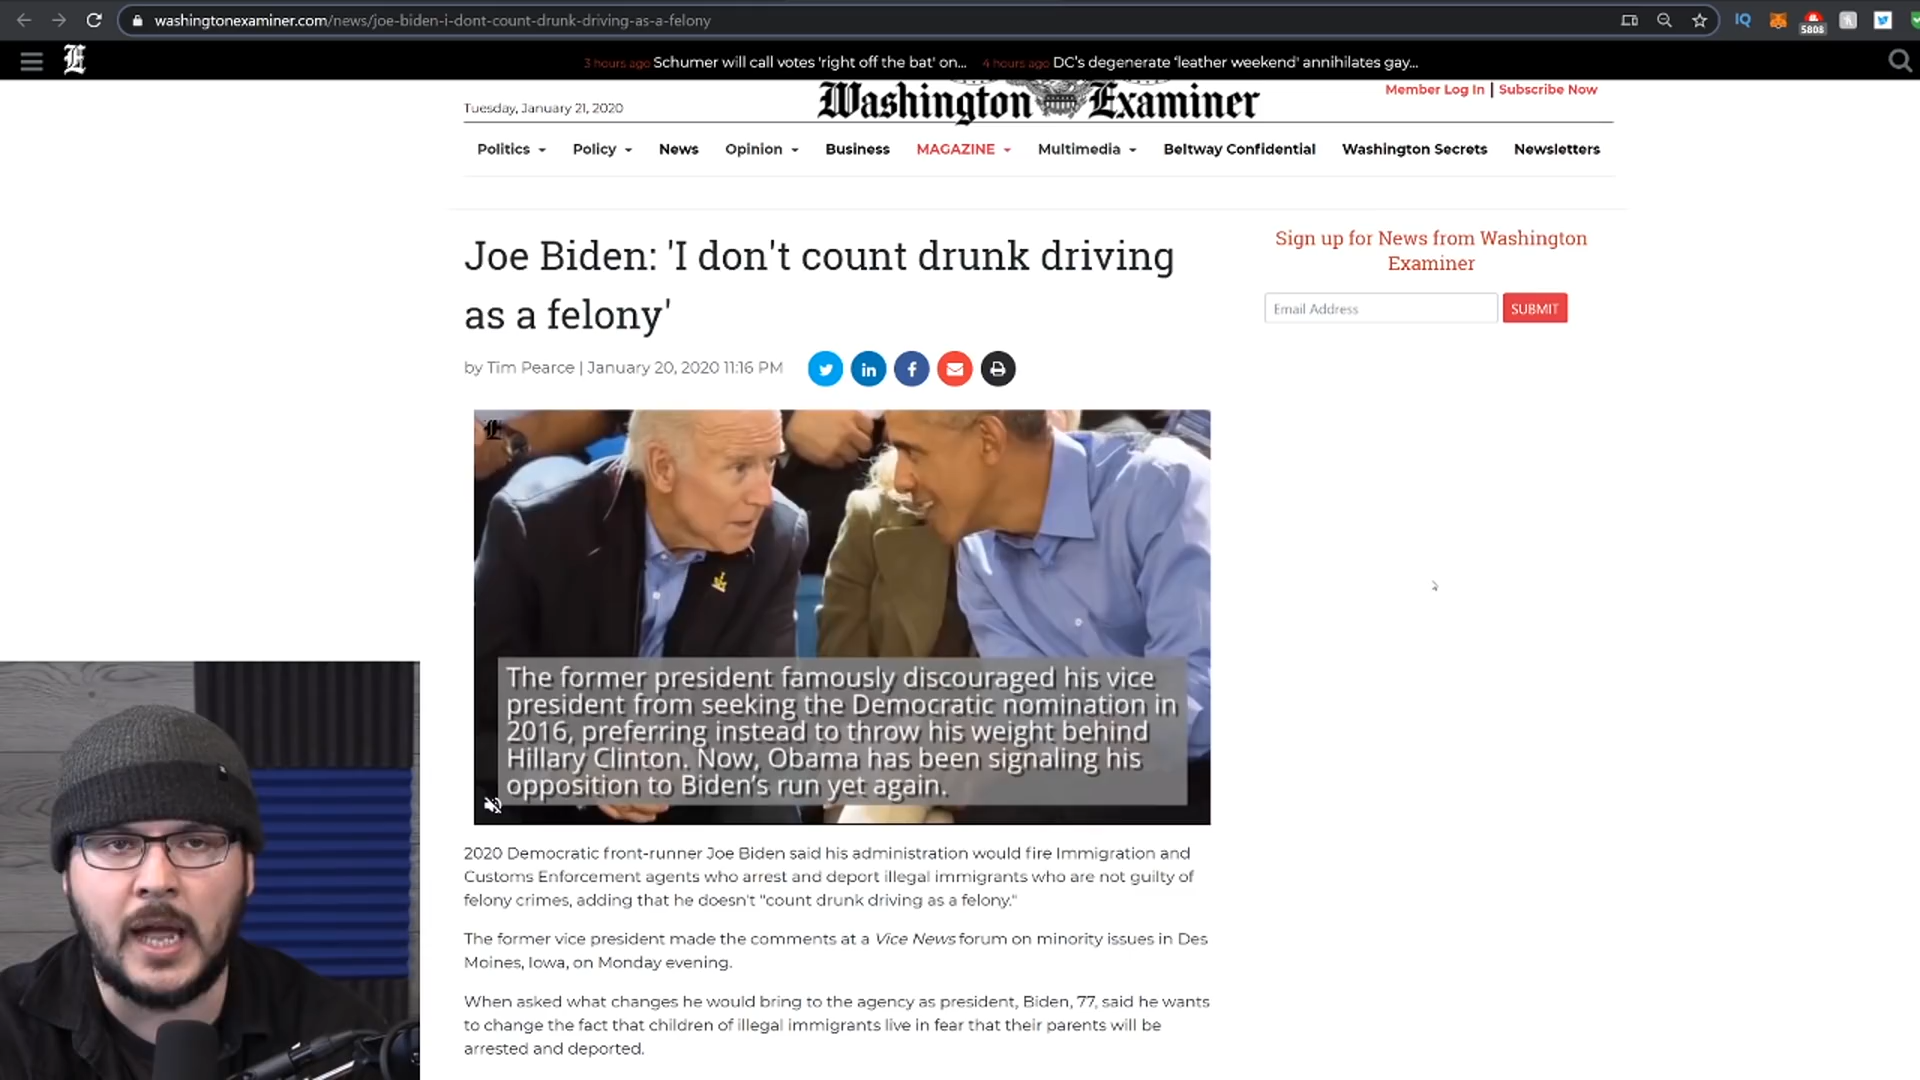 washingtonexaminer.com/news/joe-biden-i-dont-count-drunk-driving-as-a-felony
IQ
5808
3 hours ago Schumer will call votes 'right off the bat' on...
4 hours ago DC's degenerate 'leather weekend' annihilates gay...
Tuesday, January 21, 2020
Washington Examiner
Member Log In | Subscribe Now
Politics
Policy
News
Opinion
Business
MAGAZINE
Multimedia
Beltway Confidential
Washington Secrets
Newsletters
Joe Biden: 'I don't count drunk driving
as a felony'
Sign up for News from Washington
Examiner
Email Address
SUBMIT
by Tim Pearce | January 20, 2020 11:16 PM
The former president famously discouraged his vice
president from seeking the Democratic nomination in
2016, preferring instead to throw his weight behind
Hillary Clinton. Now, Obama has been signaling his
opposition to Biden's run yet again.
2020 Democratic front-runner Joe Biden said his administration would fire Immigration and
Customs Enforcement agents who arrest and deport illegal immigrants who are not guilty of
felony crimes, adding that he doesn't "count drunk driving as a felony."
The former vice president made the comments at a Vice News forum on minority issues in Des
Moines, Iowa, on Monday evening.
When asked what changes he would bring to the agency as president, Biden, 77, said he wants
to change the fact that children of illegal immigrants live in fear that their parents will be
arrested and deported.